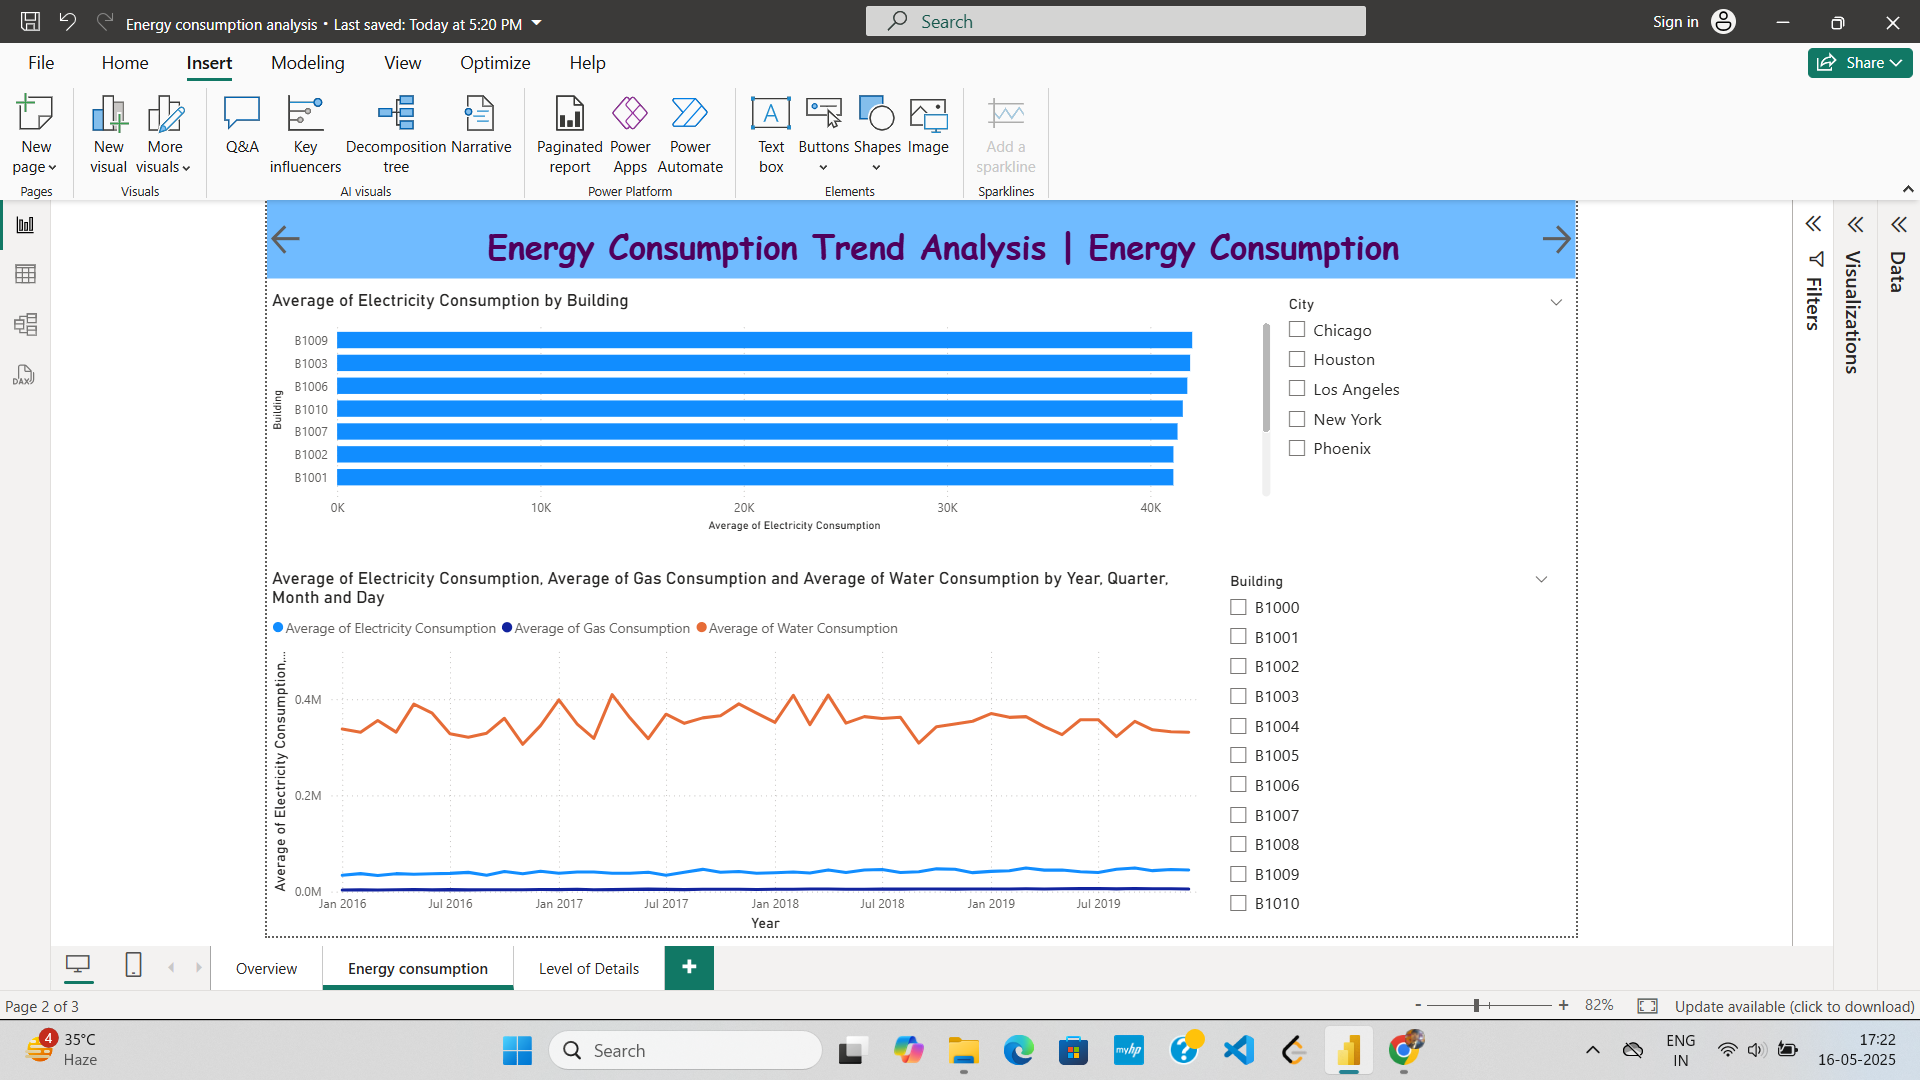 Energy consumption analysis • Last saved: Today at 5:20 PM
Search
Sign in
File Home Insert Modeling View Optimize Help
Share
New page
New visual
More visuals
Q&A
Key influencers
Decomposition tree
Narrative
Paginated report
Power Apps
Power Automate
A
Text box
Buttons
Shapes
Image
Add a sparkline
Pages
Visuals
AI visuals
Power Platform
Elements
Sparklines
DAX
Energy Consumption Trend Analysis | Energy Consumption
Average of Electricity Consumption by Building
Building
B1009
B1003
B1006
B1010
B1007
B1002
B1001
0K 10K 20K 30K 40K
Average of Electricity Consumption
City
Chicago
Houston
Los Angeles
New York
Phoenix
Average of Electricity Consumption, Average of Gas Consumption and Average of Water Consumption by Year, Quarter,
Month and Day
Average of Electricity Consumption Average of Gas Consumption Average of Water Consumption
Average of Electricity Consumption,...
0.4M
0.2M
0.0M
Jan 2016 Jul 2016 Jan 2017 Jul 2017 Jan 2018 Jul 2018 Jan 2019 Jul 2019
Year
Building
B1000
B1001
B1002
B1003
B1004
B1005
B1006
B1007
B1008
B1009
B1010
Filters
Visualizations
Data
Overview
Energy consumption
Level of Details
+
Page 2 of 3
- + 82%
Update available (click to download)
4
35°C
Haze
Search
myhp
?
ENG
IN
17:22
16-05-2025